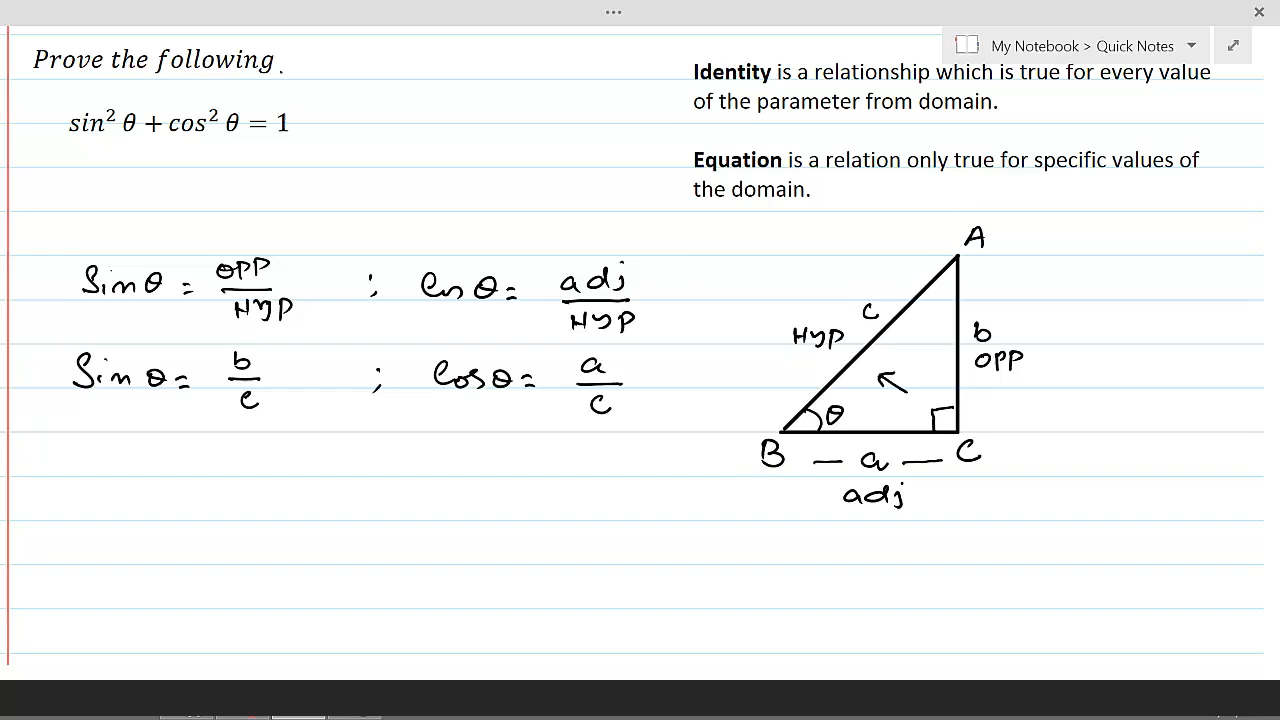 ...
My Notebook > Quick Notes
Prove the following.
sin² θ + cos² θ = 1
Identity is a relationship which is true for every value
of the parameter from domain.
Equation is a relation only true for specific values of
the domain.
Sin θ = OPP/HYP ; Cos θ = adj/HYP
Sin θ = b/c ; Cos θ = a/c
A
c
HYP
b
OPP
θ
B — a — C
adj